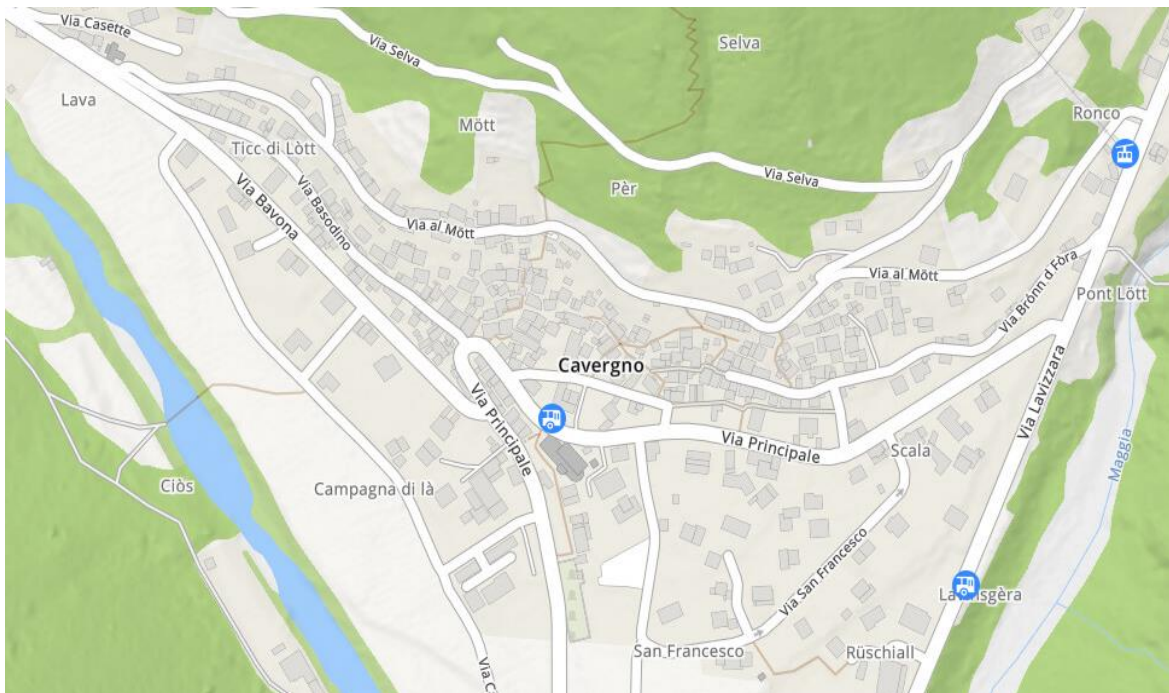 Via Casette
Via Selva
Selva
Lava
Mött
Ronco
Ticc di Lòtt
Via Selva
Pèr
Via Basodino
Via Bavona
Via al Mött
Via al Mött
Via Brónn d Fòra
Pont Lött
Cavergno
Via Lavizzara
Via Principale
Via Principale
Scala
Maggia
Ciòs
Campagna di là
Via San Francesco
San Francesco
Rüschiall